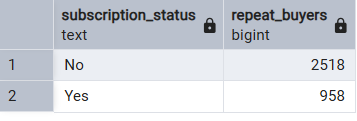 subscription_status repeat_buyers
text bigint
1 No 2518
2 Yes 958